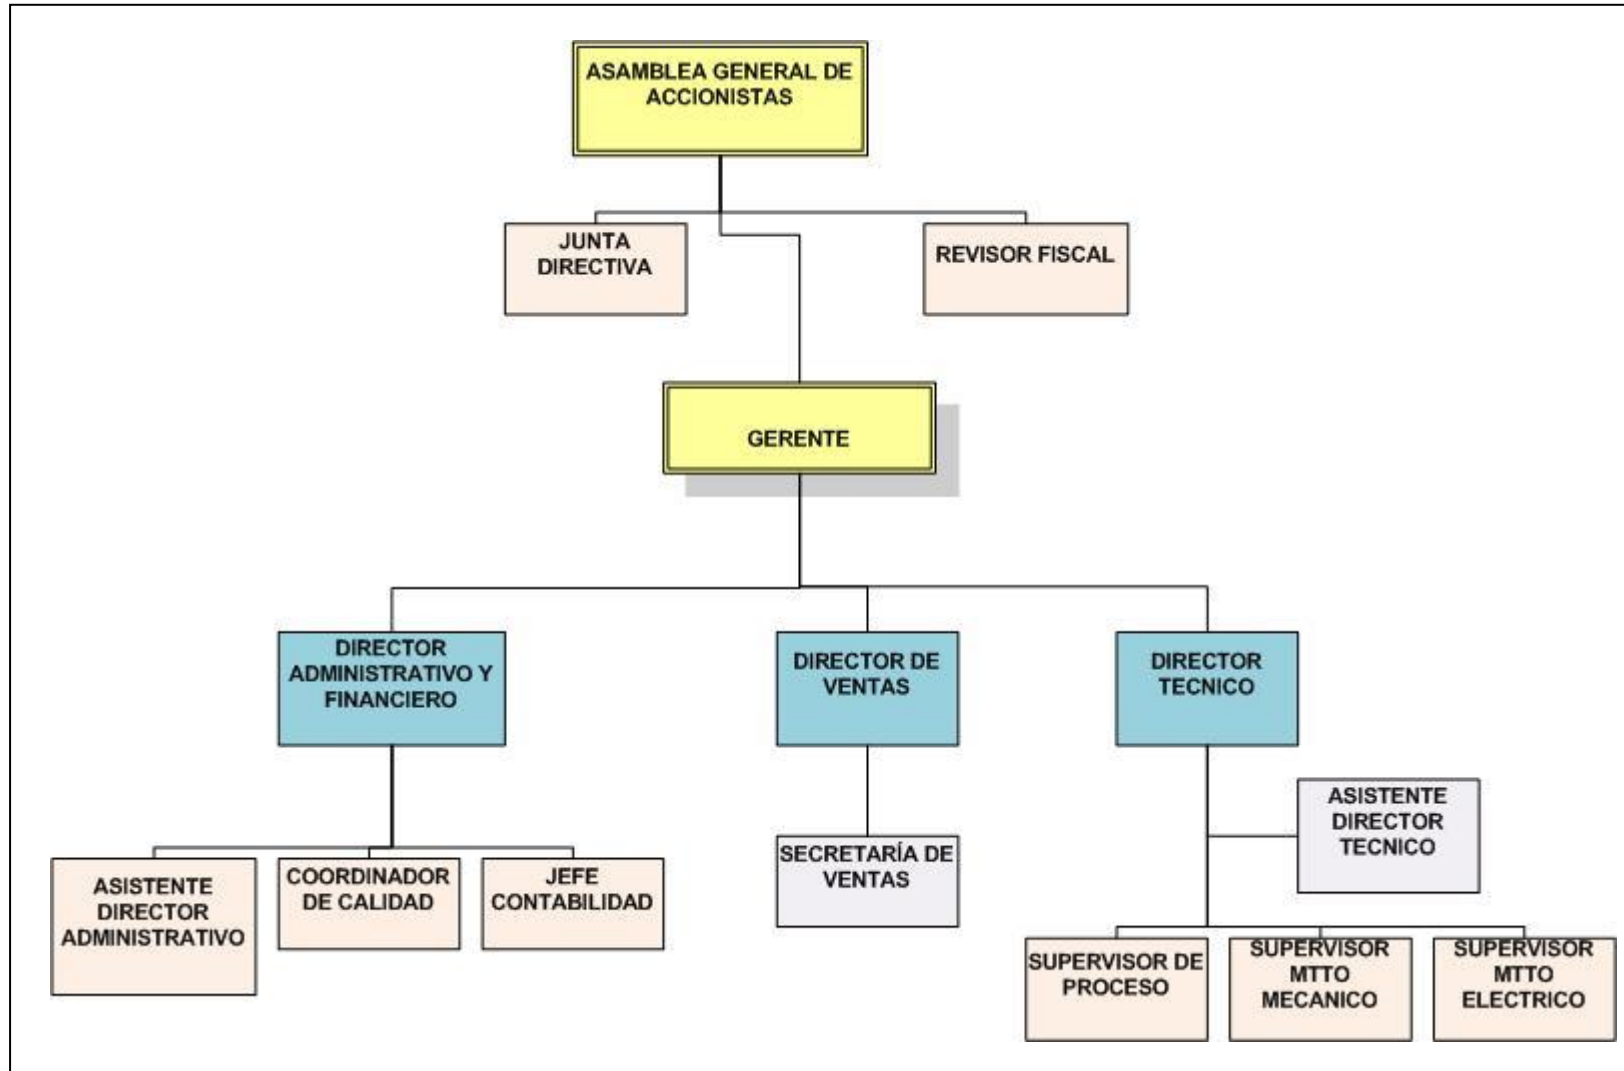 ASAMBLEA GENERAL DE
ACCIONISTAS
JUNTA
DIRECTIVA
REVISOR FISCAL
GERENTE
DIRECTOR
ADMINISTRATIVO Y
FINANCIERO
DIRECTOR DE
VENTAS
DIRECTOR
TECNICO
ASISTENTE
DIRECTOR
TECNICO
SECRETARÍA DE
VENTAS
ASISTENTE
DIRECTOR
ADMINISTRATIVO
COORDINADOR
DE CALIDAD
JEFE
CONTABILIDAD
SUPERVISOR DE
PROCESO
SUPERVISOR
MTTO
MECANICO
SUPERVISOR
MTTO
ELECTRICO